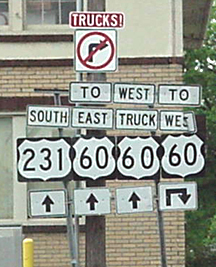 TRUCKS!
TO WEST TO
SOUTH EAST TRUCK WEST
231 60 60 60